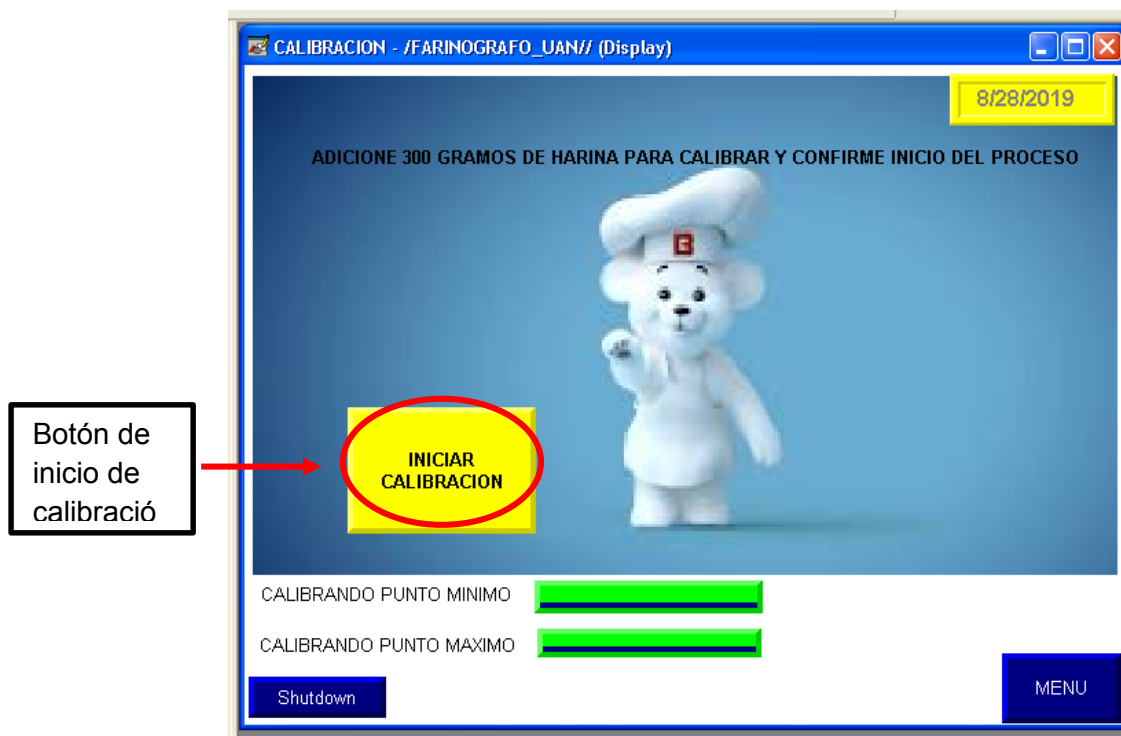 CALIBRACION - /FARINOGRAFO_UAN// (Display)
8/28/2019
ADICIONE 300 GRAMOS DE HARINA PARA CALIBRAR Y CONFIRME INICIO DEL PROCESO
B
Botón de
inicio de
calibració
INICIAR
CALIBRACION
CALIBRANDO PUNTO MINIMO
CALIBRANDO PUNTO MAXIMO
Shutdown
MENU